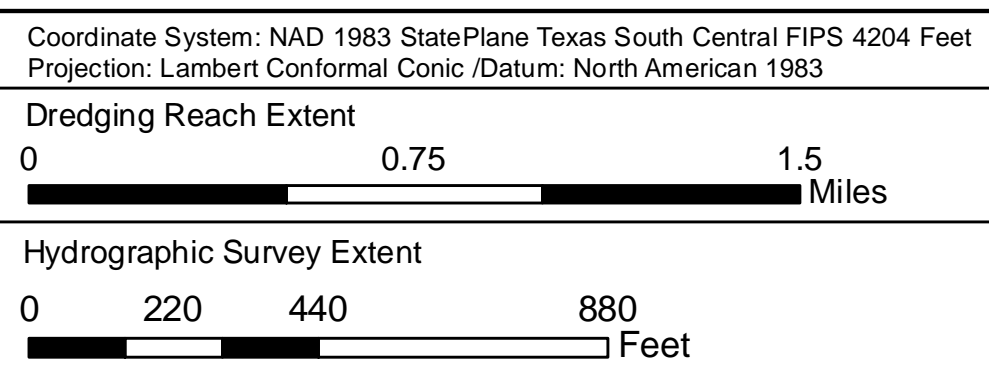 Coordinate System: NAD 1983 StatePlane Texas South Central FIPS 4204 Feet
Projection: Lambert Conformal Conic /Datum: North American 1983
Dredging Reach Extent
0 0.75 1.5
Miles
Hydrographic Survey Extent
0 220 440 880
Feet